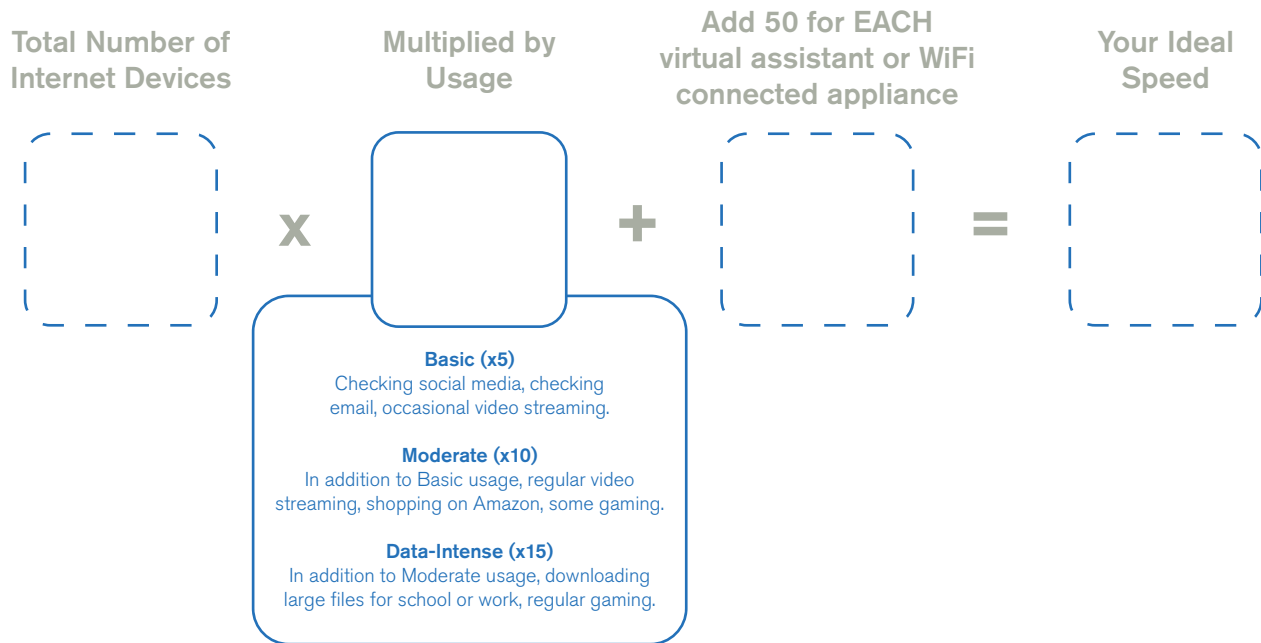 Total Number of
Internet Devices
Multiplied by
Usage
Add 50 for EACH
virtual assistant or WiFi
connected appliance
Your Ideal
Speed
x
+
=
Basic (x5)
Checking social media, checking
email, occasional video streaming.
Moderate (x10)
In addition to Basic usage, regular video
streaming, shopping on Amazon, some gaming.
Data-Intense (x15)
In addition to Moderate usage, downloading
large files for school or work, regular gaming.